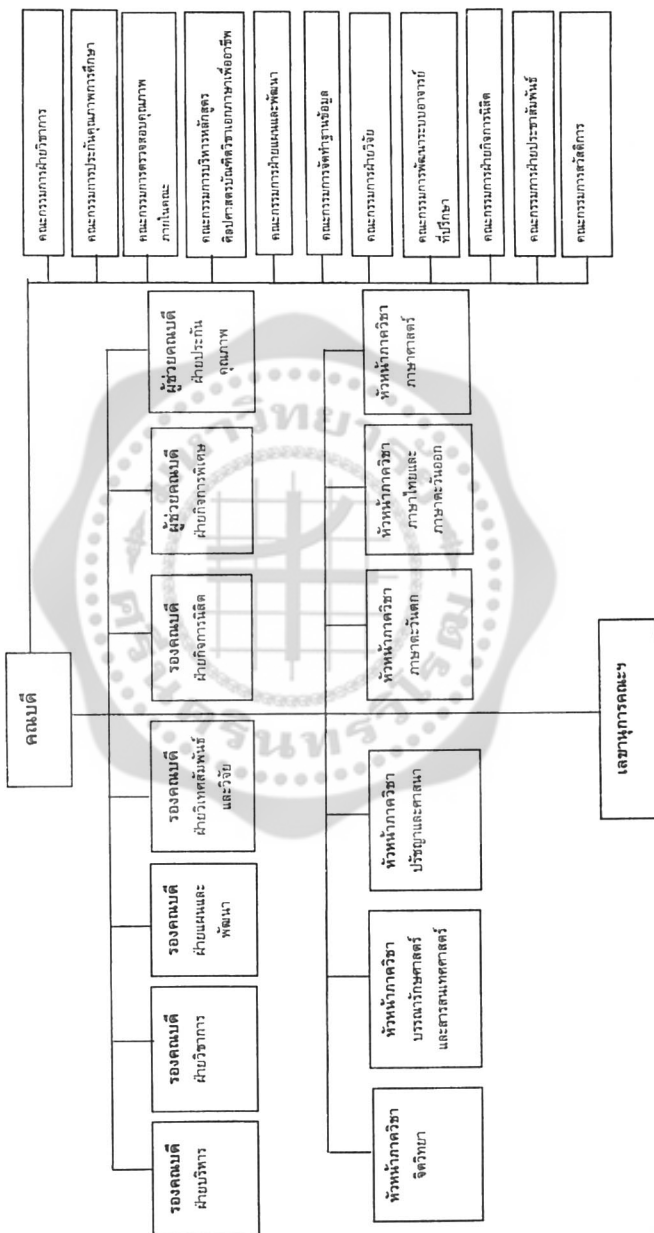 คณบดี
รองคณบดี
ฝ่ายบริหาร
รองคณบดี
ฝ่ายวิชาการ
รองคณบดี
ฝ่ายแผนและ
พัฒนา
รองคณบดี
ฝ่ายวิเทศสัมพันธ์
และวิจัย
รองคณบดี
ฝ่ายกิจการนิสิต
ผู้ช่วยคณบดี
ฝ่ายกิจการพิเศษ
ผู้ช่วยคณบดี
ฝ่ายประกัน
คุณภาพ
หัวหน้าภาควิชา
จิตวิทยา
หัวหน้าภาควิชา
บรรณารักษศาสตร์
และสารสนเทศศาสตร์
หัวหน้าภาควิชา
ปรัชญาและศาสนา
หัวหน้าภาควิชา
ภาษาตะวันตก
หัวหน้าภาควิชา
ภาษาไทยและ
ภาษาตะวันออก
หัวหน้าภาควิชา
ภาษาศาสตร์
เลขานุการคณะฯ
คณะกรรมการฝ่ายวิชาการ
คณะกรรมการประกันคุณภาพการศึกษา
คณะกรรมการตรวจสอบคุณภาพ
ภายในคณะ
คณะกรรมการบริหารหลักสูตร
ศิลปศาสตรบัณฑิตวิชาเอกภาษาเพื่ออาชีพ
คณะกรรมการฝ่ายแผนและพัฒนา
คณะกรรมการจัดทำฐานข้อมูล
คณะกรรมการฝ่ายวิจัย
คณะกรรมการพัฒนาระบบอาจารย์
ที่ปรึกษา
คณะกรรมการฝ่ายกิจการนิสิต
คณะกรรมการฝ่ายประชาสัมพันธ์
คณะกรรมการสวัสดิการ
มหาวิทยาลัย
ศรีนครินทรวิโรฒ